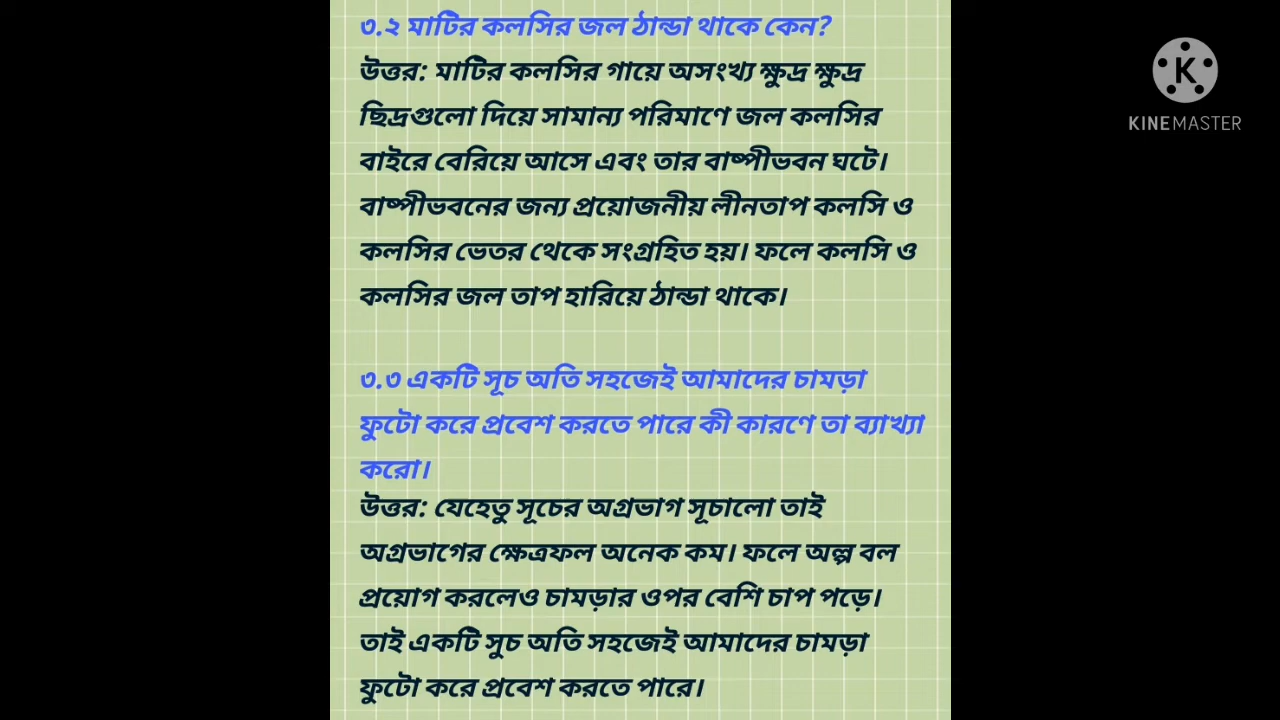 ৩.২ মাটির কলসির জল ঠান্ডা থাকে কেন?
উত্তর: মাটির কলসির গায়ে অসংখ্য ক্ষুদ্র ক্ষুদ্র
ছিদ্রগুলো দিয়ে সামান্য পরিমাণে জল কলসির
বাইরে বেরিয়ে আসে এবং তার বাষ্পীভবন ঘটে।
বাষ্পীভবনের জন্য প্রয়োজনীয় লীনতাপ কলসি ও
কলসির ভেতর থেকে সংগ্রহিত হয়। ফলে কলসি ও
কলসির জল তাপ হারিয়ে ঠান্ডা থাকে।
৩.৩ একটি সূচ অতি সহজেই আমাদের চামড়া
ফুটো করে প্রবেশ করতে পারে কী কারণে তা ব্যাখ্যা
করো।
উত্তর: যেহেতু সূচের অগ্রভাগ সূচালো তাই
অগ্রভাগের ক্ষেত্রফল অনেক কম। ফলে অল্প বল
প্রয়োগ করলেও চামড়ার ওপর বেশি চাপ পড়ে।
তাই একটি সুচ অতি সহজেই আমাদের চামড়া
ফুটো করে প্রবেশ করতে পারে।
K
KINEMASTER